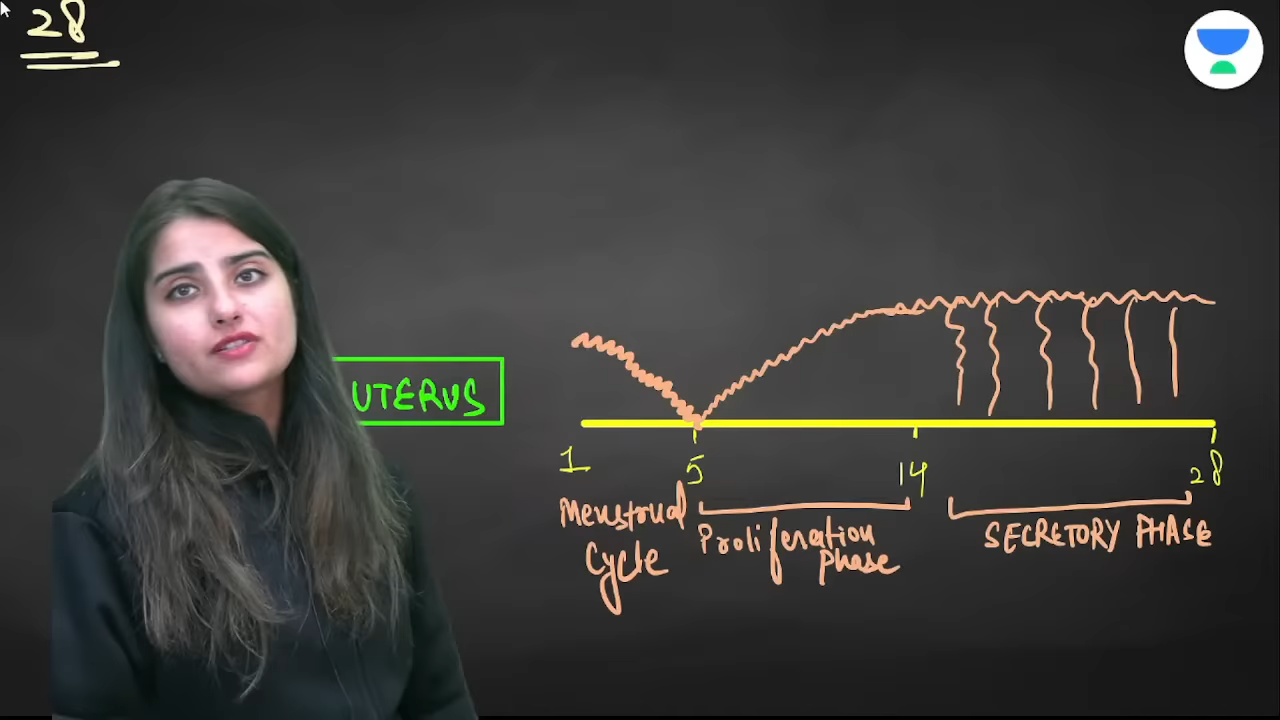 28
UTERUS
1 5 14 28
Menstrual
Cycle
Proliferation
Phase
SECRETORY PHASE